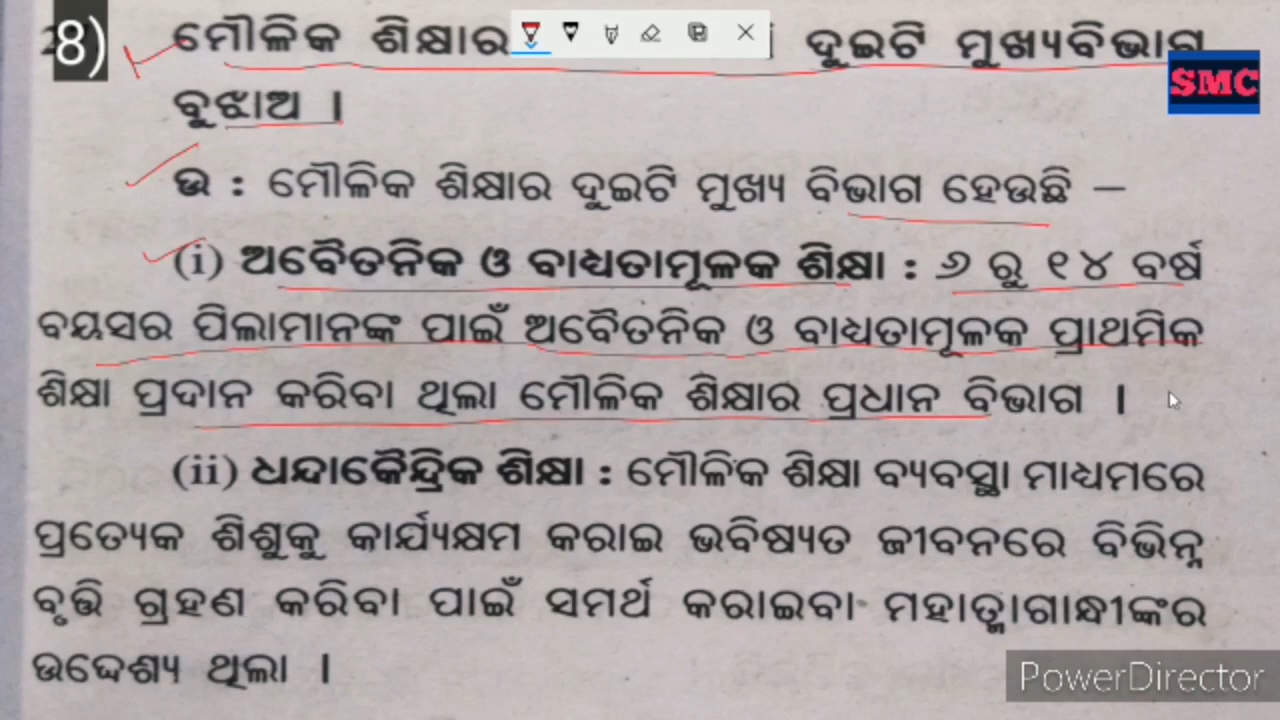 8) ମୌଳିକ ଶିକ୍ଷାର ଦୁଇଟି ମୁଖ୍ୟବିଭାଗ
SMC
ବୁଝାଅ ।
ଉ : ମୌଳିକ ଶିକ୍ଷାର ଦୁଇଟି ମୁଖ୍ୟ ବିଭାଗ ହେଉଛି –
(i) ଅବୈତନିକ ଓ ବାଧ୍ୟତାମୂଳକ ଶିକ୍ଷା : ୬ ରୁ ୧୪ ବର୍ଷ
ବୟସର ପିଲାମାନଙ୍କ ପାଇଁ ଅବୈତନିକ ଓ ବାଧ୍ୟତାମୂଳକ ପ୍ରାଥମିକ
ଶିକ୍ଷା ପ୍ରଦାନ କରିବା ଥିଲା ମୌଳିକ ଶିକ୍ଷାର ପ୍ରଧାନ ବିଭାଗ ।
(ii) ଧନ୍ଦାକୈନ୍ଦ୍ରିକ ଶିକ୍ଷା : ମୌଳିକ ଶିକ୍ଷା ବ୍ୟବସ୍ଥା ମାଧ୍ୟମରେ
ପ୍ରତ୍ୟେକ ଶିଶୁକୁ କାର୍ଯ୍ୟକ୍ଷମ କରାଇ ଭବିଷ୍ୟତ ଜୀବନରେ ବିଭିନ୍ନ
ବୃତ୍ତି ଗ୍ରହଣ କରିବା ପାଇଁ ସମର୍ଥ କରାଇବା ମହାତ୍ମାଗାନ୍ଧୀଙ୍କର
ଉଦ୍ଦେଶ୍ୟ ଥିଲା ।
PowerDirector